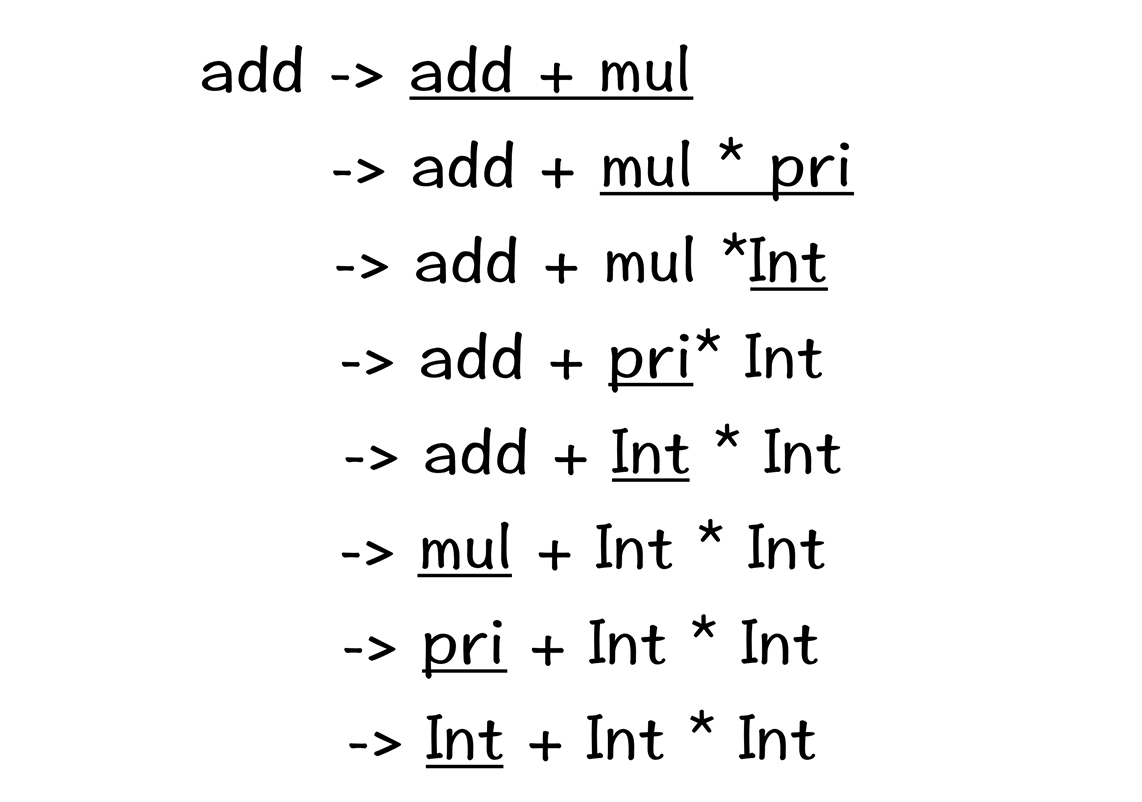 add -> add + mul
-> add + mul * pri
-> add + mul *Int
-> add + pri* Int
-> add + Int * Int
-> mul + Int * Int
-> pri + Int * Int
-> Int + Int * Int